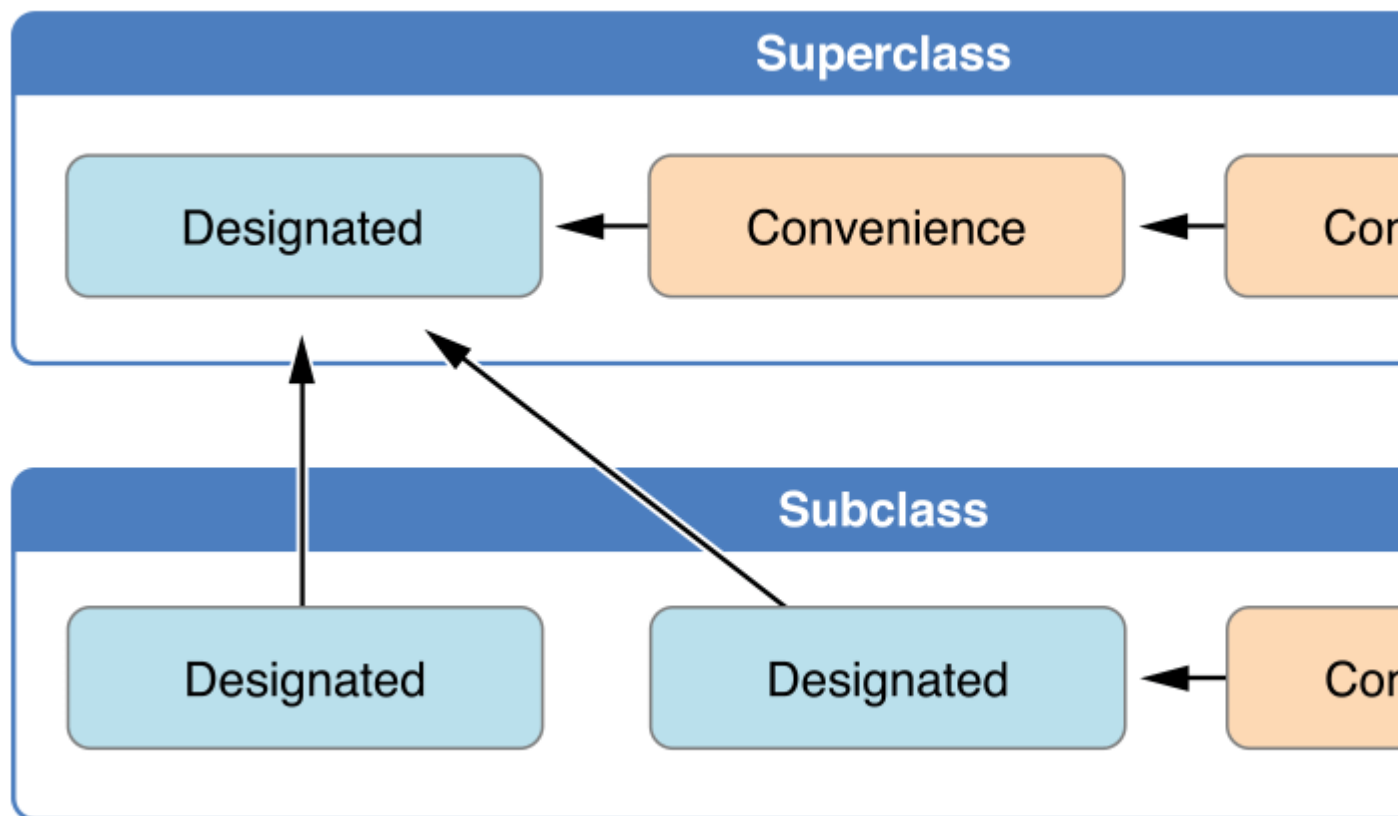 Superclass
Designated
Convenience
Subclass
Designated
Designated